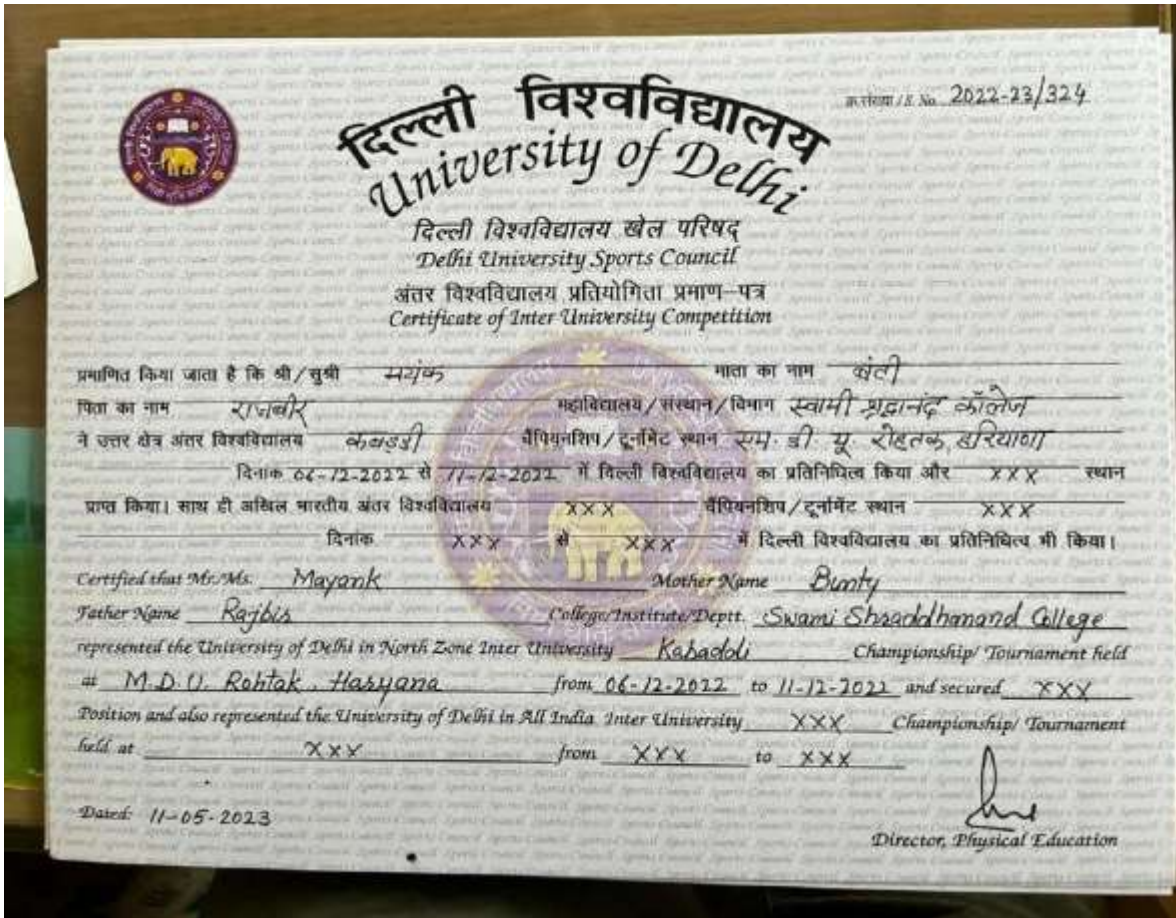 क्र.संख्या / S. No. 2022-23/324
दिल्ली विश्वविद्यालय
University of Delhi
दिल्ली विश्वविद्यालय खेल परिषद्
Delhi University Sports Council
अंतर विश्वविद्यालय प्रतियोगिता प्रमाण-पत्र
Certificate of Inter University Competition
प्रमाणित किया जाता है कि श्री/सुश्री मयंक माता का नाम बंटी
पिता का नाम राजबीर महाविद्यालय/संस्थान/विभाग स्वामी श्रद्धानंद कॉलेज
ने उत्तर क्षेत्र अंतर विश्वविद्यालय कबड्डी चैंपियनशिप/टूर्नामेंट स्थान एम. डी. यू. रोहतक, हरियाणा
दिनांक 06-12-2022 से 11-12-2022 में दिल्ली विश्वविद्यालय का प्रतिनिधित्व किया और xxx स्थान
प्राप्त किया। साथ ही अखिल भारतीय अंतर विश्वविद्यालय xxx चैंपियनशिप/टूर्नामेंट स्थान xxx
दिनांक xxx से xxx में दिल्ली विश्वविद्यालय का प्रतिनिधित्व भी किया।
Certified that Mr./Ms. Mayank Mother Name Bunty
Father Name Rajbir College/Institute/Deptt. Swami Shraddhanand College
represented the University of Delhi in North Zone Inter University Kabaddi Championship/ Tournament held
at M.D.U. Rohtak, Haryana from 06-12-2022 to 11-12-2022 and secured xxx
Position and also represented the University of Delhi in All India Inter University xxx Championship/ Tournament
held at xxx from xxx to xxx
Dated: 11-05-2023
Director, Physical Education